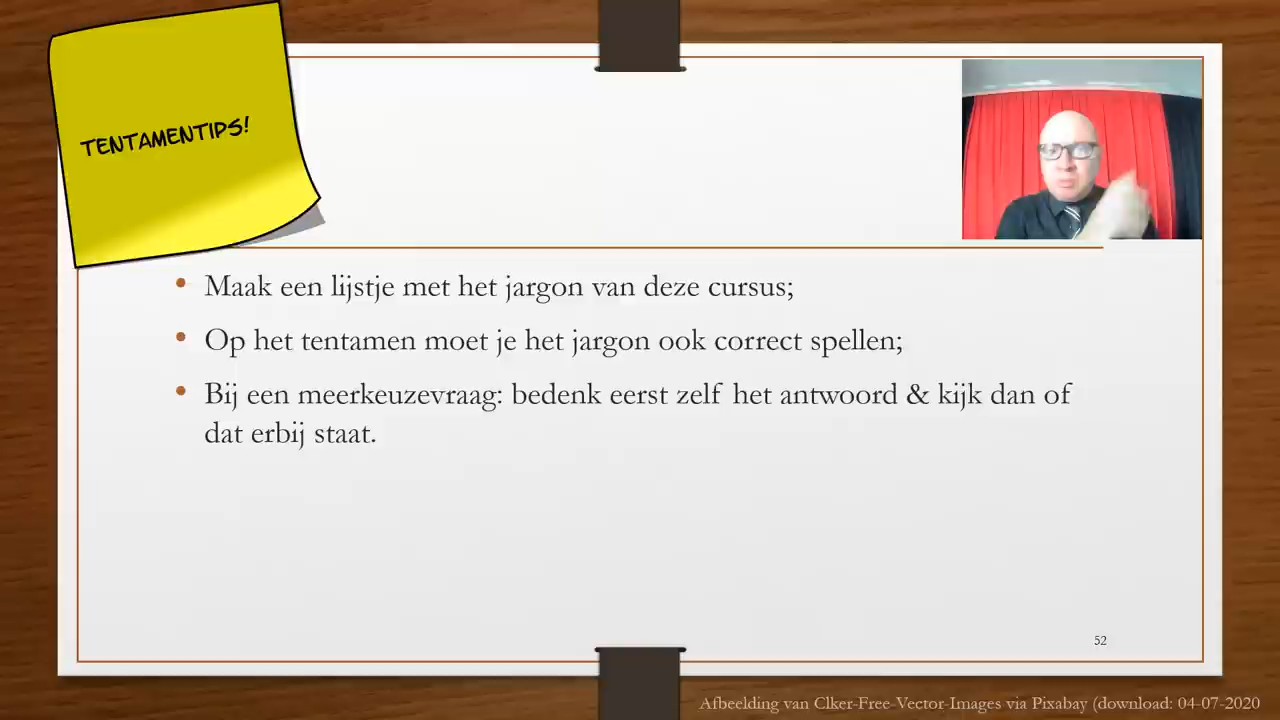 TENTAMENTIPS!
Maak een lijstje met het jargon van deze cursus;
Op het tentamen moet je het jargon ook correct spellen;
Bij een meerkeuzevraag: bedenk eerst zelf het antwoord & kijk dan of
dat erbij staat.
52
Afbeelding van Clker-Free-Vector-Images via Pixabay (download: 04-07-2020